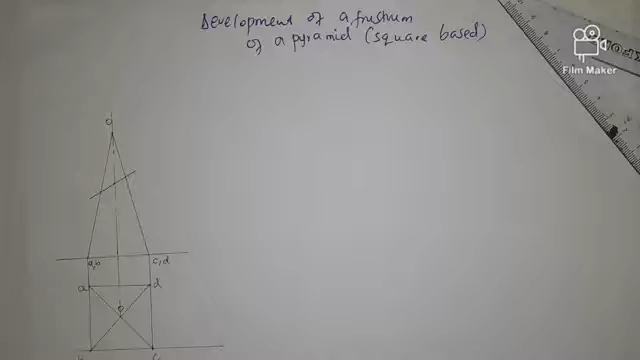 Development of a frustum
of a pyramid (square based)
Film Maker
O'
a,b
c,d
a
d
O
b
c